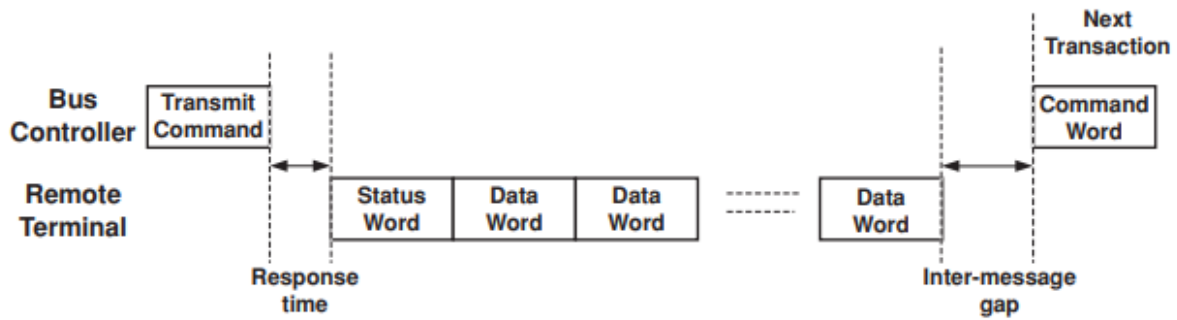 Next
Transaction
Bus
Controller
Transmit
Command
Command
Word
Remote
Terminal
Status
Word
Data
Word
Data
Word
Data
Word
Response
time
Inter-message
gap